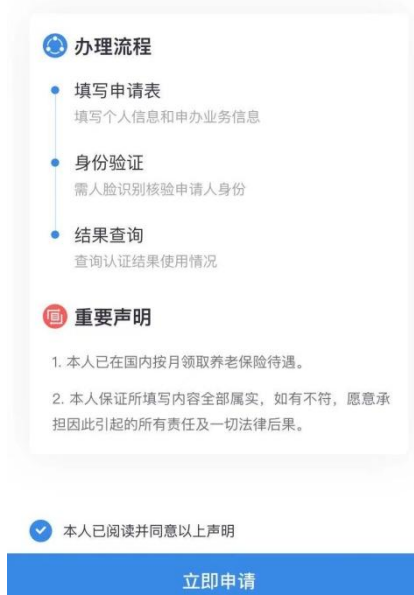 办理流程
填写申请表
填写个人信息和申办业务信息
身份验证
需人脸识别核验申请人身份
结果查询
查询认证结果使用情况
重要声明
1. 本人已在国内按月领取养老保险待遇。
2. 本人保证所填写内容全部属实，如有不符，愿意承
担因此引起的所有责任及一切法律后果。
本人已阅读并同意以上声明
立即申请